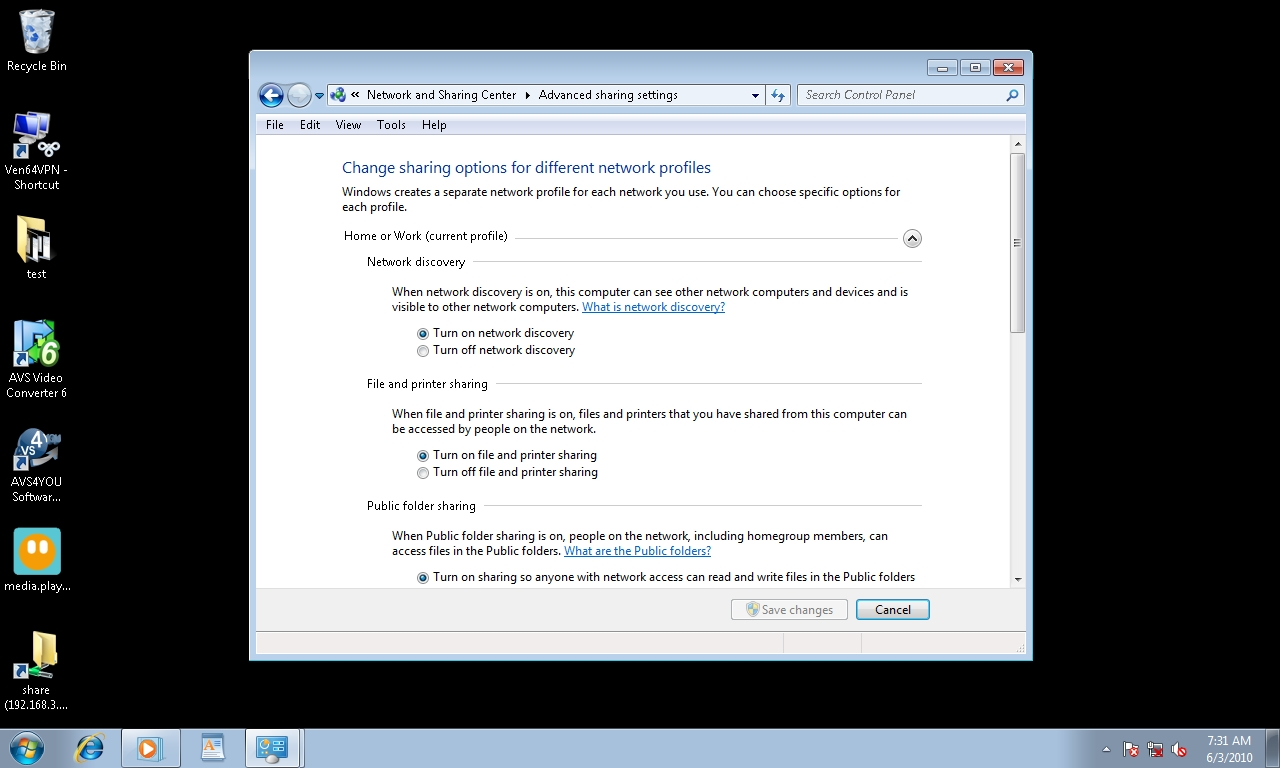 Recycle Bin
Ven64VPN -
Shortcut
test
AVS Video
Converter 6
AVS4YOU
Softwar...
media.play...
share
(192.168.3....
« Network and Sharing Center Advanced sharing settings
Search Control Panel
File Edit View Tools Help
Change sharing options for different network profiles
Windows creates a separate network profile for each network you use. You can choose specific options for
each profile.
Home or Work (current profile)
Network discovery
When network discovery is on, this computer can see other network computers and devices and is
visible to other network computers. What is network discovery?
Turn on network discovery
Turn off network discovery
File and printer sharing
When file and printer sharing is on, files and printers that you have shared from this computer can
be accessed by people on the network.
Turn on file and printer sharing
Turn off file and printer sharing
Public folder sharing
When Public folder sharing is on, people on the network, including homegroup members, can
access files in the Public folders. What are the Public folders?
Turn on sharing so anyone with network access can read and write files in the Public folders
Save changes
Cancel
7:31 AM
6/3/2010